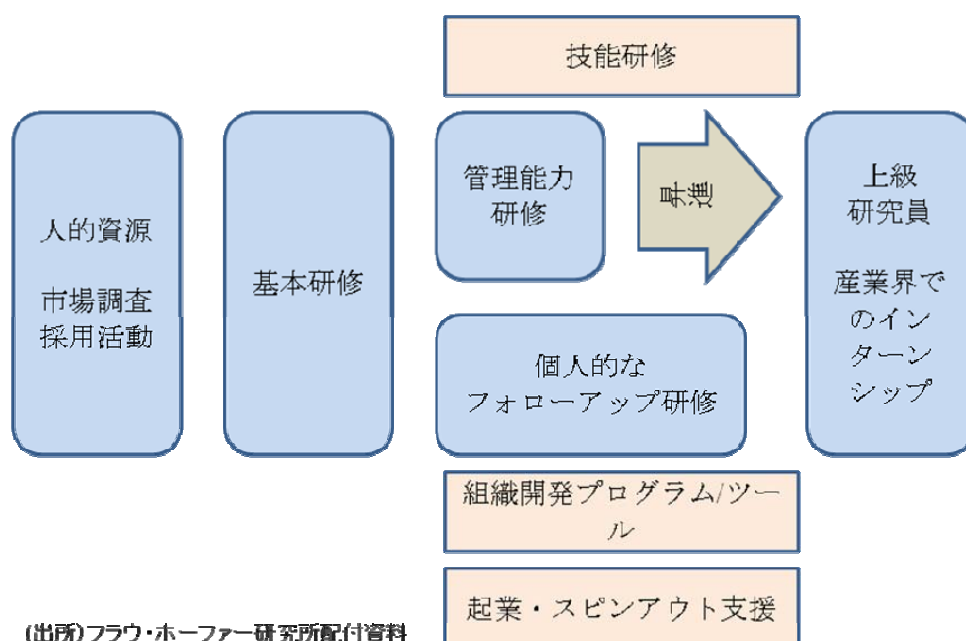 技能研修
人的資源
市場調査
採用活動
基本研修
管理能力
研修
昇進
上級
研究員
産業界で
のイン
ターン
シップ
個人的な
フォローアップ研修
組織開発プログラム/ツー
ル
起業・スピンアウト支援
(出所)フラウ・ホーファー研究所配付資料